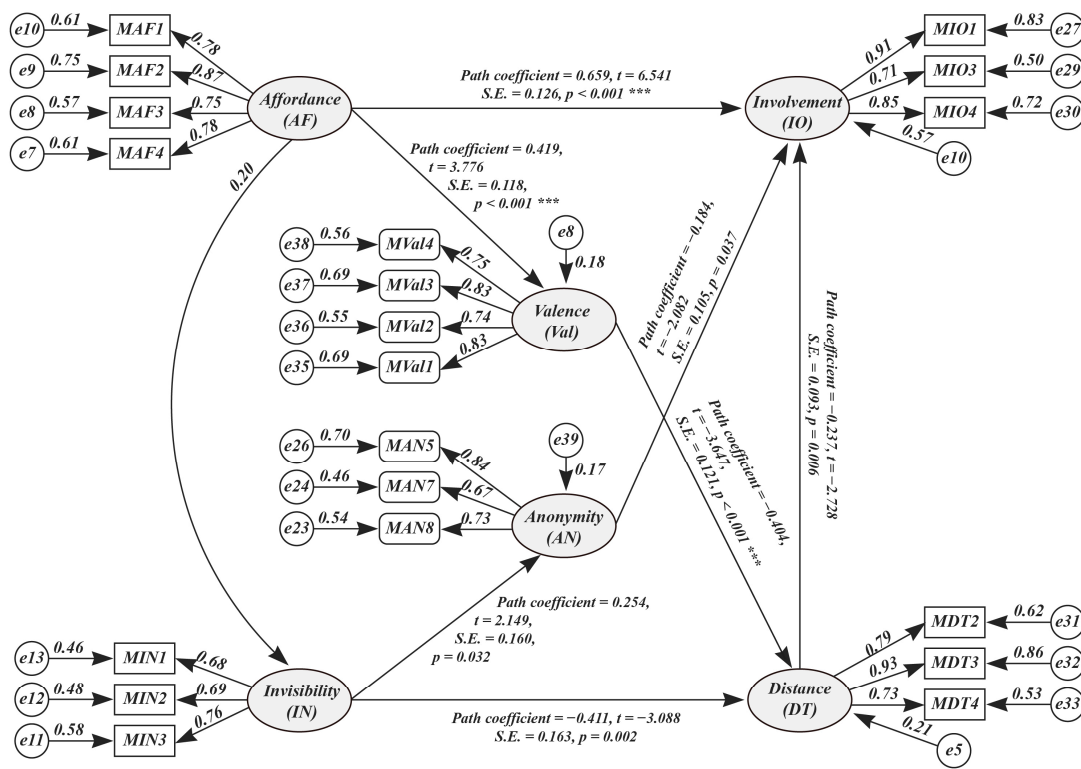 e10 0.61 MAF1
e9 0.75 MAF2
e8 0.57 MAF3
e7 0.61 MAF4
0.78
0.87
0.75
0.78
Affordance
(AF)
Path coefficient = 0.659, t = 6.541
S.E. = 0.126, p < 0.001 ***
Involvement
(IO)
0.91
0.71
0.85
MIO1 0.83 e27
MIO3 0.50 e29
MIO4 0.72 e30
0.57
e10
0.20
Path coefficient = 0.419,
t = 3.776
S.E. = 0.118,
p < 0.001 ***
e38 0.56 MVal4
e37 0.69 MVal3
e36 0.55 MVal2
e35 0.69 MVal1
0.75
0.83
0.74
0.83
e8
0.18
Valence
(Val)
Path coefficient = −0.184,
t = −2.082
S.E. = 0.105, p = 0.037
Path coefficient = −0.404,
t = −3.647,
S.E. = 0.121, p < 0.001 ***
Path coefficient = −0.237, t = −2.728
S.E. = 0.093, p = 0.006
e26 0.70 MAN5
e24 0.46 MAN7
e23 0.54 MAN8
0.84
0.67
0.73
e39
0.17
Anonymity
(AN)
Path coefficient = 0.254,
t = 2.149,
S.E. = 0.160,
p = 0.032
e13 0.46 MIN1
e12 0.48 MIN2
e11 0.58 MIN3
0.68
0.69
0.76
Invisibility
(IN)
Path coefficient = −0.411, t = −3.088
S.E. = 0.163, p = 0.002
Distance
(DT)
0.79
0.93
0.73
MDT2 0.62 e31
MDT3 0.86 e32
MDT4 0.53 e33
0.21
e5